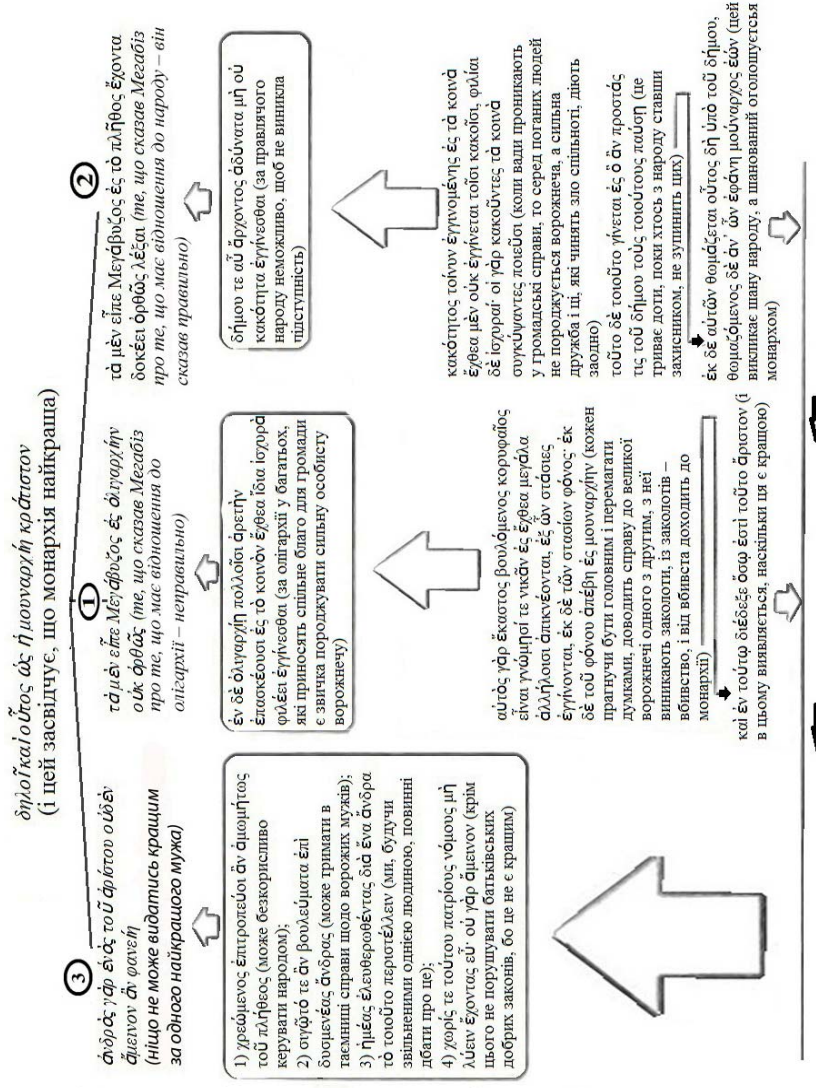 δηλοῖ καὶ οὗτος ὡς ἡ μουναρχίη κράτιστον
(і цей засвідчує, що монархія найкраща)
3
ἀνδρὸς γὰρ ἑνὸς τοῦ ἀρίστου οὐδὲν
ἄμεινον ἂν φανείη
(ніщо не може видатись кращим
за одного найкращого мужа)
1) χρεώμενος ἐπιτροπεύοι ἂν ἀμωμήτως
τοῦ πλήθεος (може безкорисливо
керувати народом);
2) σιγῷτό τε ἂν βουλεύματα ἐπὶ
δυσμενέας ἄνδρας (може тримати в
таємниці справи щодо ворожих мужів);
3) ἡμέας ἐλευθερωθέντας διὰ ἕνα ἄνδρα
τὸ τοιοῦτο περιστέλλειν (ми, будучи
звільненими однією людиною, повинні
дбати про це);
4) χωρίς τε τούτου πατρίους νόμους μὴ
λύειν ἔχοντας εὖ· οὐ γὰρ ἄμεινον (крім
цього не порушувати батьківських
добрих законів, бо це не є кращим)
1
τὰ μὲν εἶπε Μεγάβυζος ἐς ὀλιγαρχίην
οὐκ ὀρθῶς (те, що сказав Мегабіз
про те, що має відношення до
олігархії – неправильно)
ἐν δὲ ὀλιγαρχίῃ πολλοῖσι ἀρετὴν
ἐπασκέουσι ἐς τὸ κοινὸν ἔχθεα ἴδια ἰσχυρὰ
φιλέει ἐγγίνεσθαι (за олігархії у багатьох,
які приносять спільне благо для громади
є звичка породжувати сильну особисту
ворожнечу)
αὐτὸς γὰρ ἕκαστος βουλόμενος κορυφαῖος
εἶναι γνώμῃσί τε νικᾶν ἐς ἔχθεα μεγάλα
ἀλλήλοισι ἀπικνέονται, ἐξ ὧν στάσιες
ἐγγίνονται, ἐκ δὲ τῶν στασίων φόνος· ἐκ
δὲ τοῦ φόνου ἀπέβη ἐς μουναρχίην (кожен
прагнучи бути головним і перемагати
думками, доводить справу до великої
ворожнечі одного з другим, з неї
виникають заколоти, із заколотів –
вбивство, і від вбивста доходить до
монархії)
καὶ ἐν τούτῳ διέδεξε ὅσῳ ἐστὶ τοῦτο ἄριστον (і
в цьому виявляється, наскільки ця є кращою)
2
τὰ μὲν εἶπε Μεγάβυζος ἐς τὸ πλῆθος ἔχοντα
δοκέει ὀρθῶς λέξαι (те, що сказав Мегабіз
про те, що має відношення до народу – він
сказав правильно)
δήμου τε αὖ ἄρχοντος ἀδύνατα μὴ οὐ
κακότητα ἐγγίνεσθαι (за правлячого
народу неможливо, щоб не виникла
підступність)
κακότητος τοίνυν ἐγγινομένης ἐς τὰ κοινὰ
ἔχθεα μὲν οὐκ ἐγγίνεται τοῖσι κακοῖσι, φιλίαι
δὲ ἰσχυραί· οἱ γὰρ κακοῦντες τὰ κοινὰ
συγκύψαντες ποιεῦσι (коли вади проникають
у громадські справи, то серед поганих людей
не породжується ворожнеча, а сильна
дружба і ці, які чинять зло спільноті, діють
заодно)
τοῦτο δὲ τοιοῦτο γίνεται ἐς ὃ ἂν προστάς
τις τοῦ δήμου τοὺς τοιούτους παύσῃ (це
триває доти, поки хтось з народу ставши
захисником, не зупинить цих)
ἐκ δὲ αὐτῶν θωμάζεται οὗτος δὴ ὑπὸ τοῦ δήμου,
θωμαζόμενος δὲ ἀν᾽ ὦν ἐφάνη μούναρχος ἐών (цей
викликає шану народу, а шанований оголошується
монархом)